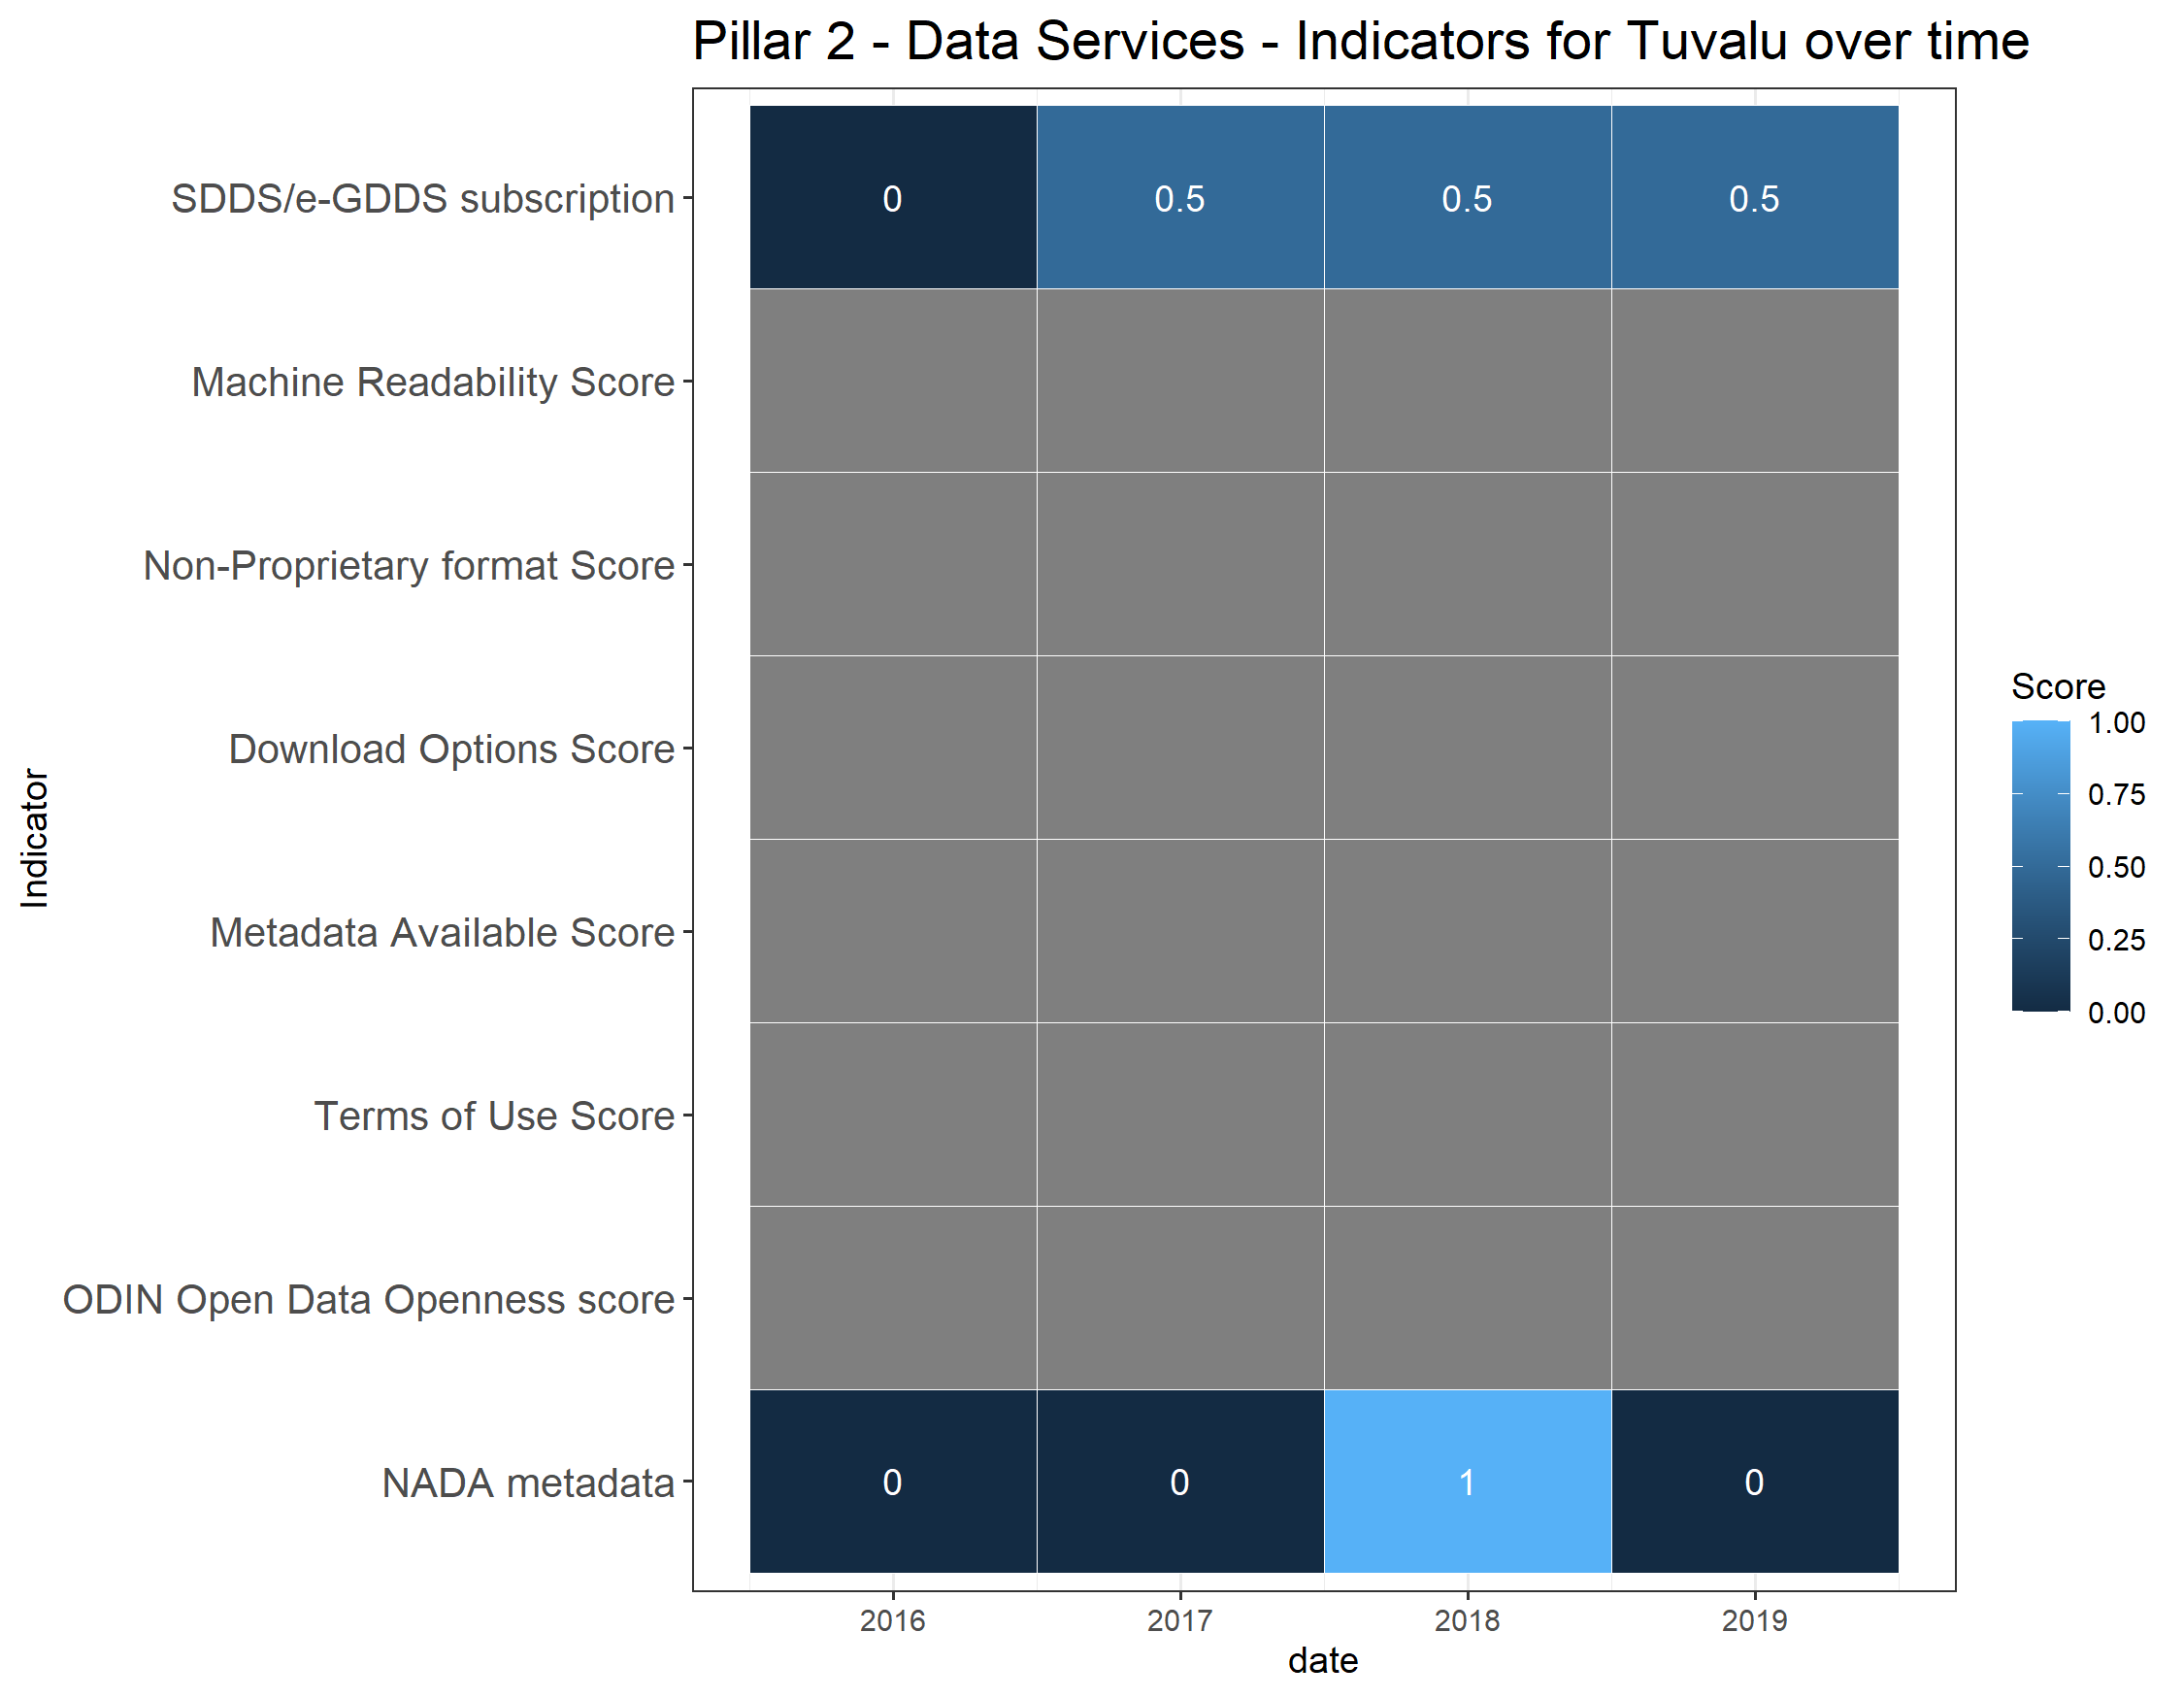 Pillar 2 - Data Services - Indicators for Tuvalu over time
Indicator
SDDS/e-GDDS subscription
0 0.5 0.5 0.5
Machine Readability Score
Non-Proprietary format Score
Download Options Score
Metadata Available Score
Terms of Use Score
ODIN Open Data Openness score
NADA metadata
0 0 1 0
2016 2017 2018 2019
date
Score
1.00
0.75
0.50
0.25
0.00